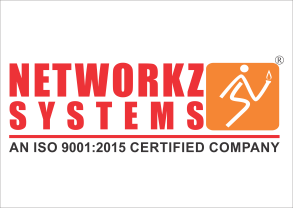 NETWORKZ ®
SYSTEMS
AN ISO 9001:2015 CERTIFIED COMPANY